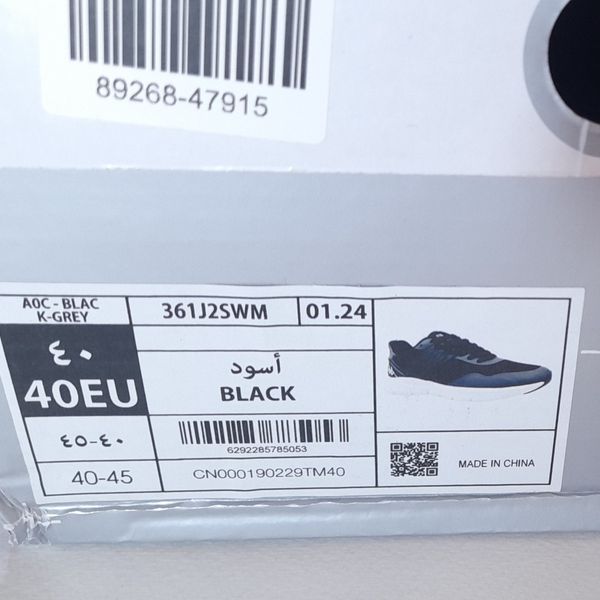 89268-47915
A0C - BLAC
K-GREY
361J2SWM
01.24
٤٠
40EU
أسود
BLACK
٤٥-٤٠
6292285785053
40-45
CN000190229TM40
MADE IN CHINA